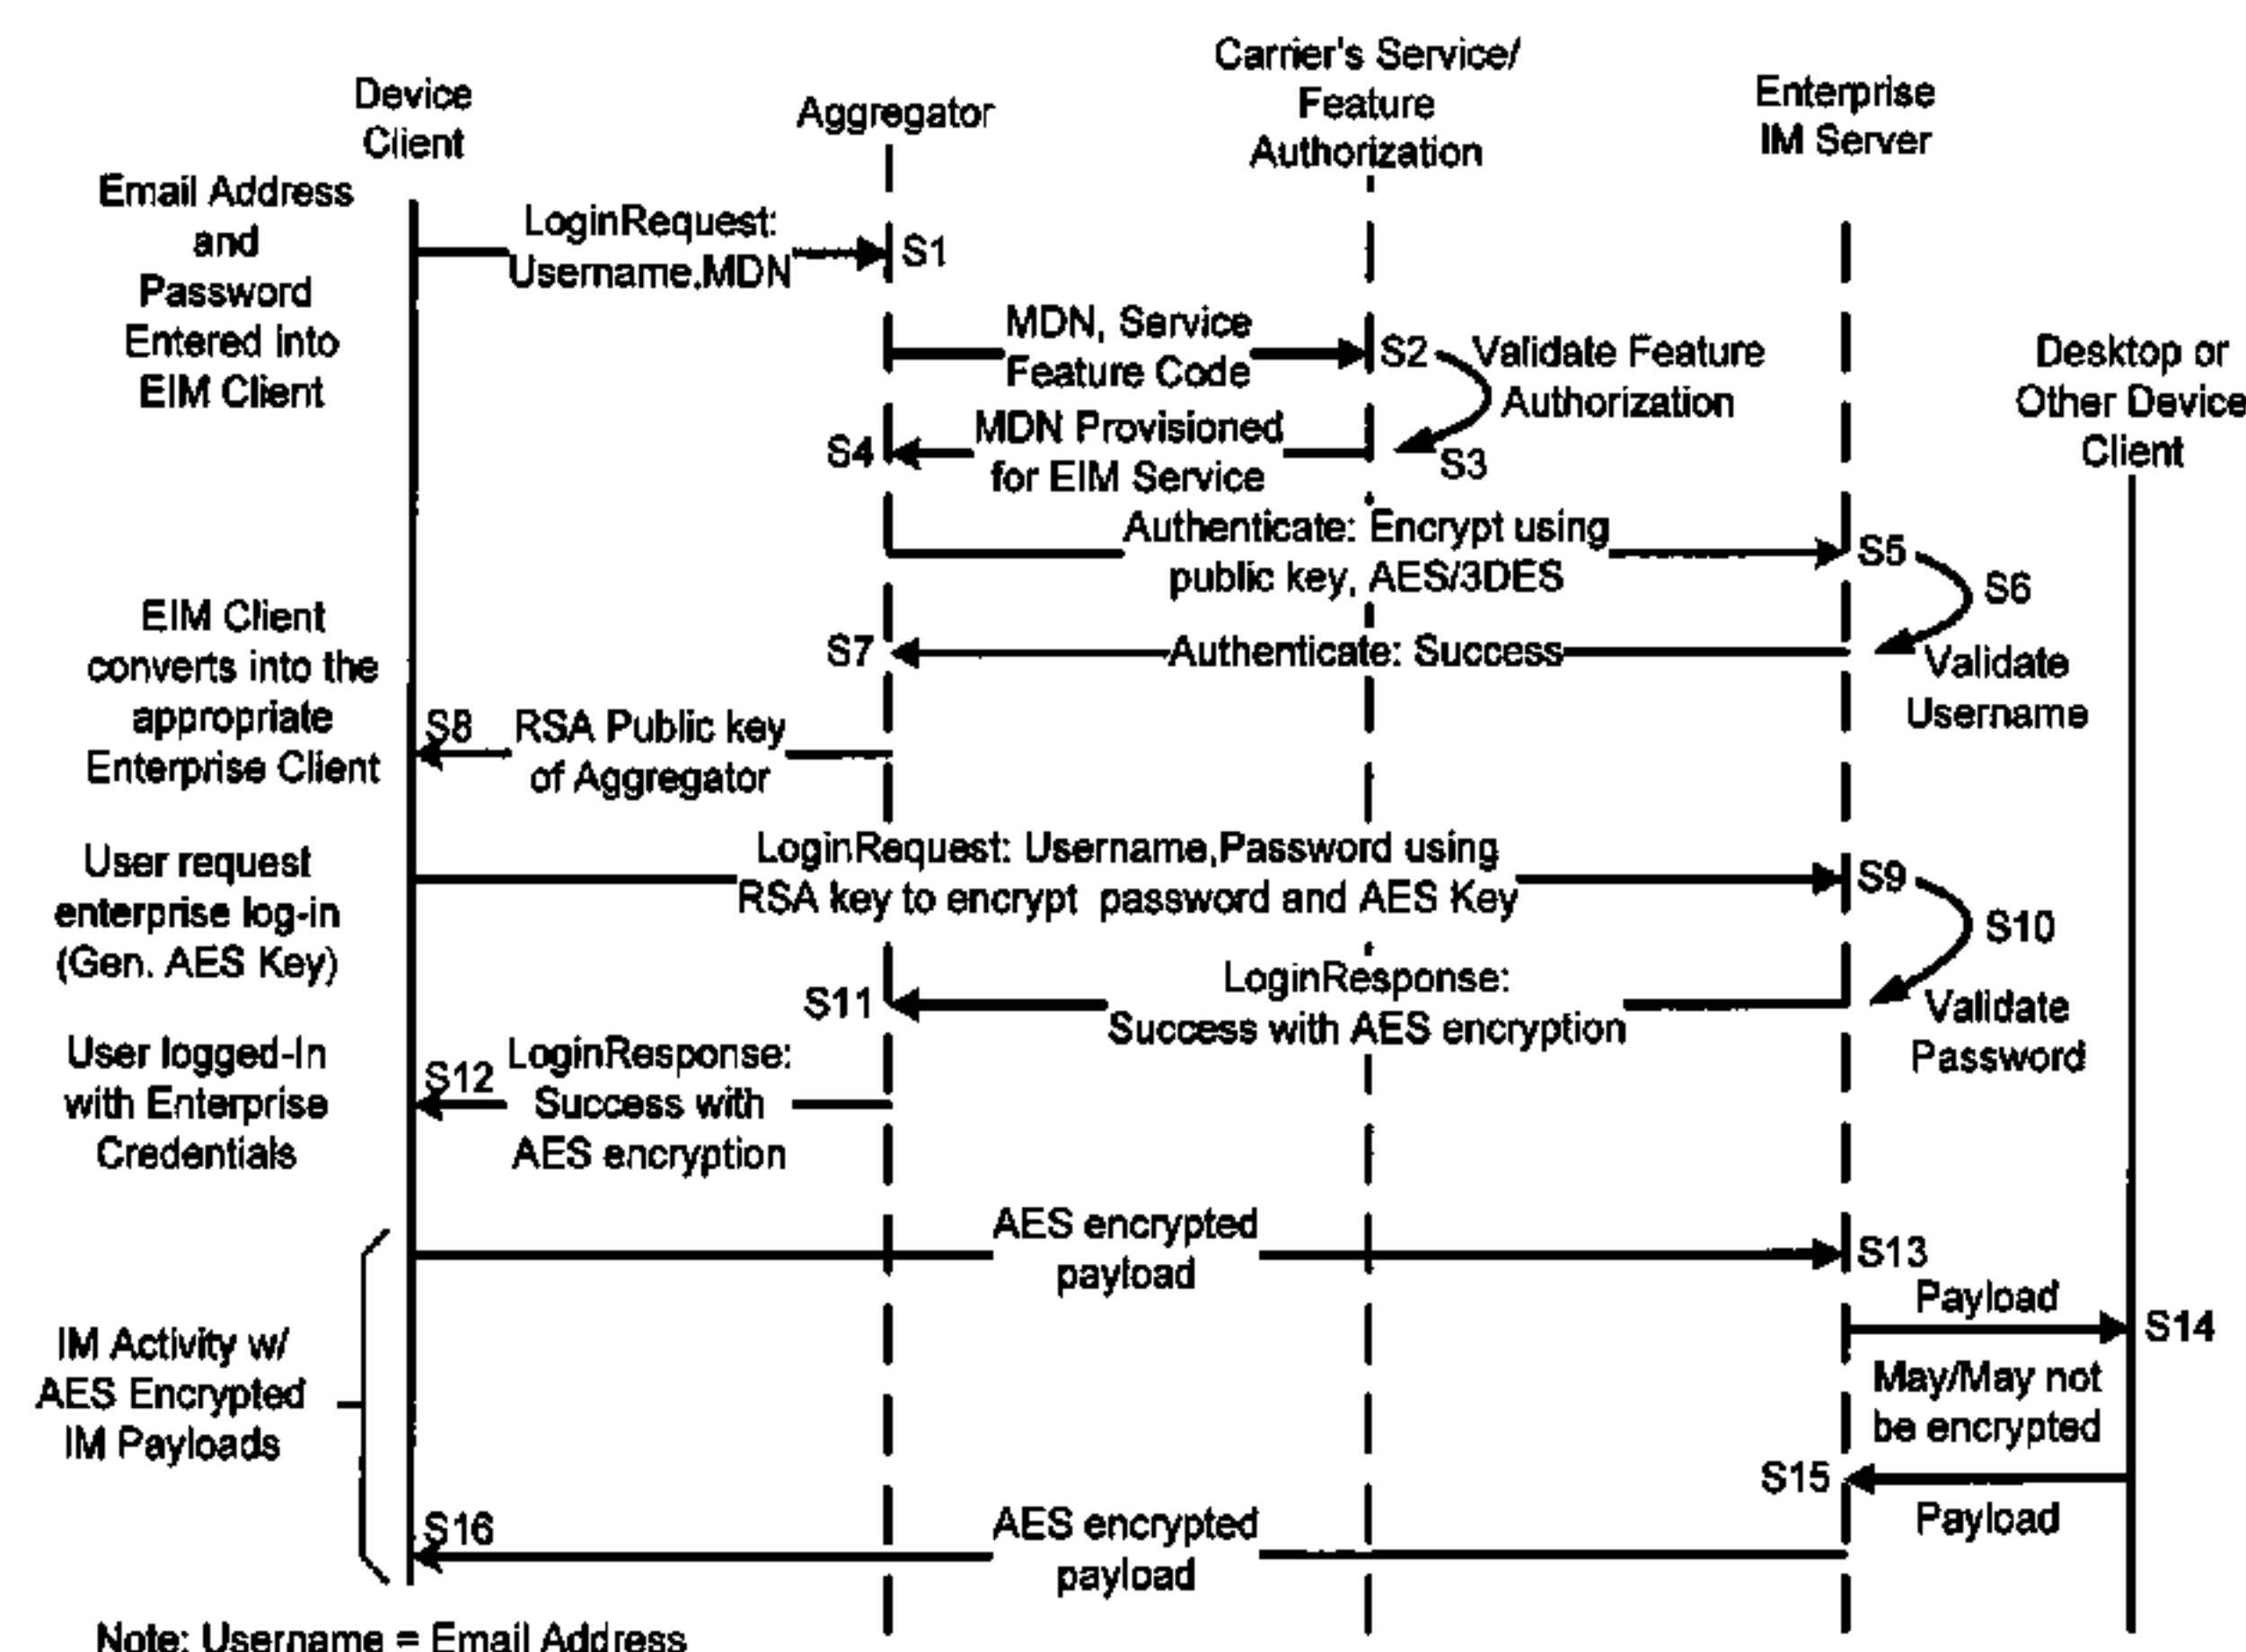 Device
Client
Aggregator
Carrier's Service/
Feature
Authorization
Enterprise
IM Server
Desktop or
Other Device
Client
Email Address
and
Password
Entered into
EIM Client
LoginRequest:
Username,MDN
S1
MDN, Service
Feature Code
S2
Validate Feature
Authorization
S3
MDN Provisioned
for EIM Service
S4
Authenticate: Encrypt using
public key, AES/3DES
S5
S6
Validate
Username
Authenticate: Success
S7
EIM Client
converts into the
appropriate
Enterprise Client
S8
RSA Public key
of Aggregator
User request
enterprise log-in
(Gen. AES Key)
LoginRequest: Username,Password using
RSA key to encrypt password and AES Key
S9
S10
Validate
Password
LoginResponse:
Success with AES encryption
S11
User logged-In
with Enterprise
Credentials
S12
LoginResponse:
Success with
AES encryption
IM Activity w/
AES Encrypted
IM Payloads
AES encrypted
payload
S13
Payload
S14
May/May not
be encrypted
S15
Payload
S16
AES encrypted
payload
Note: Username = Email Address